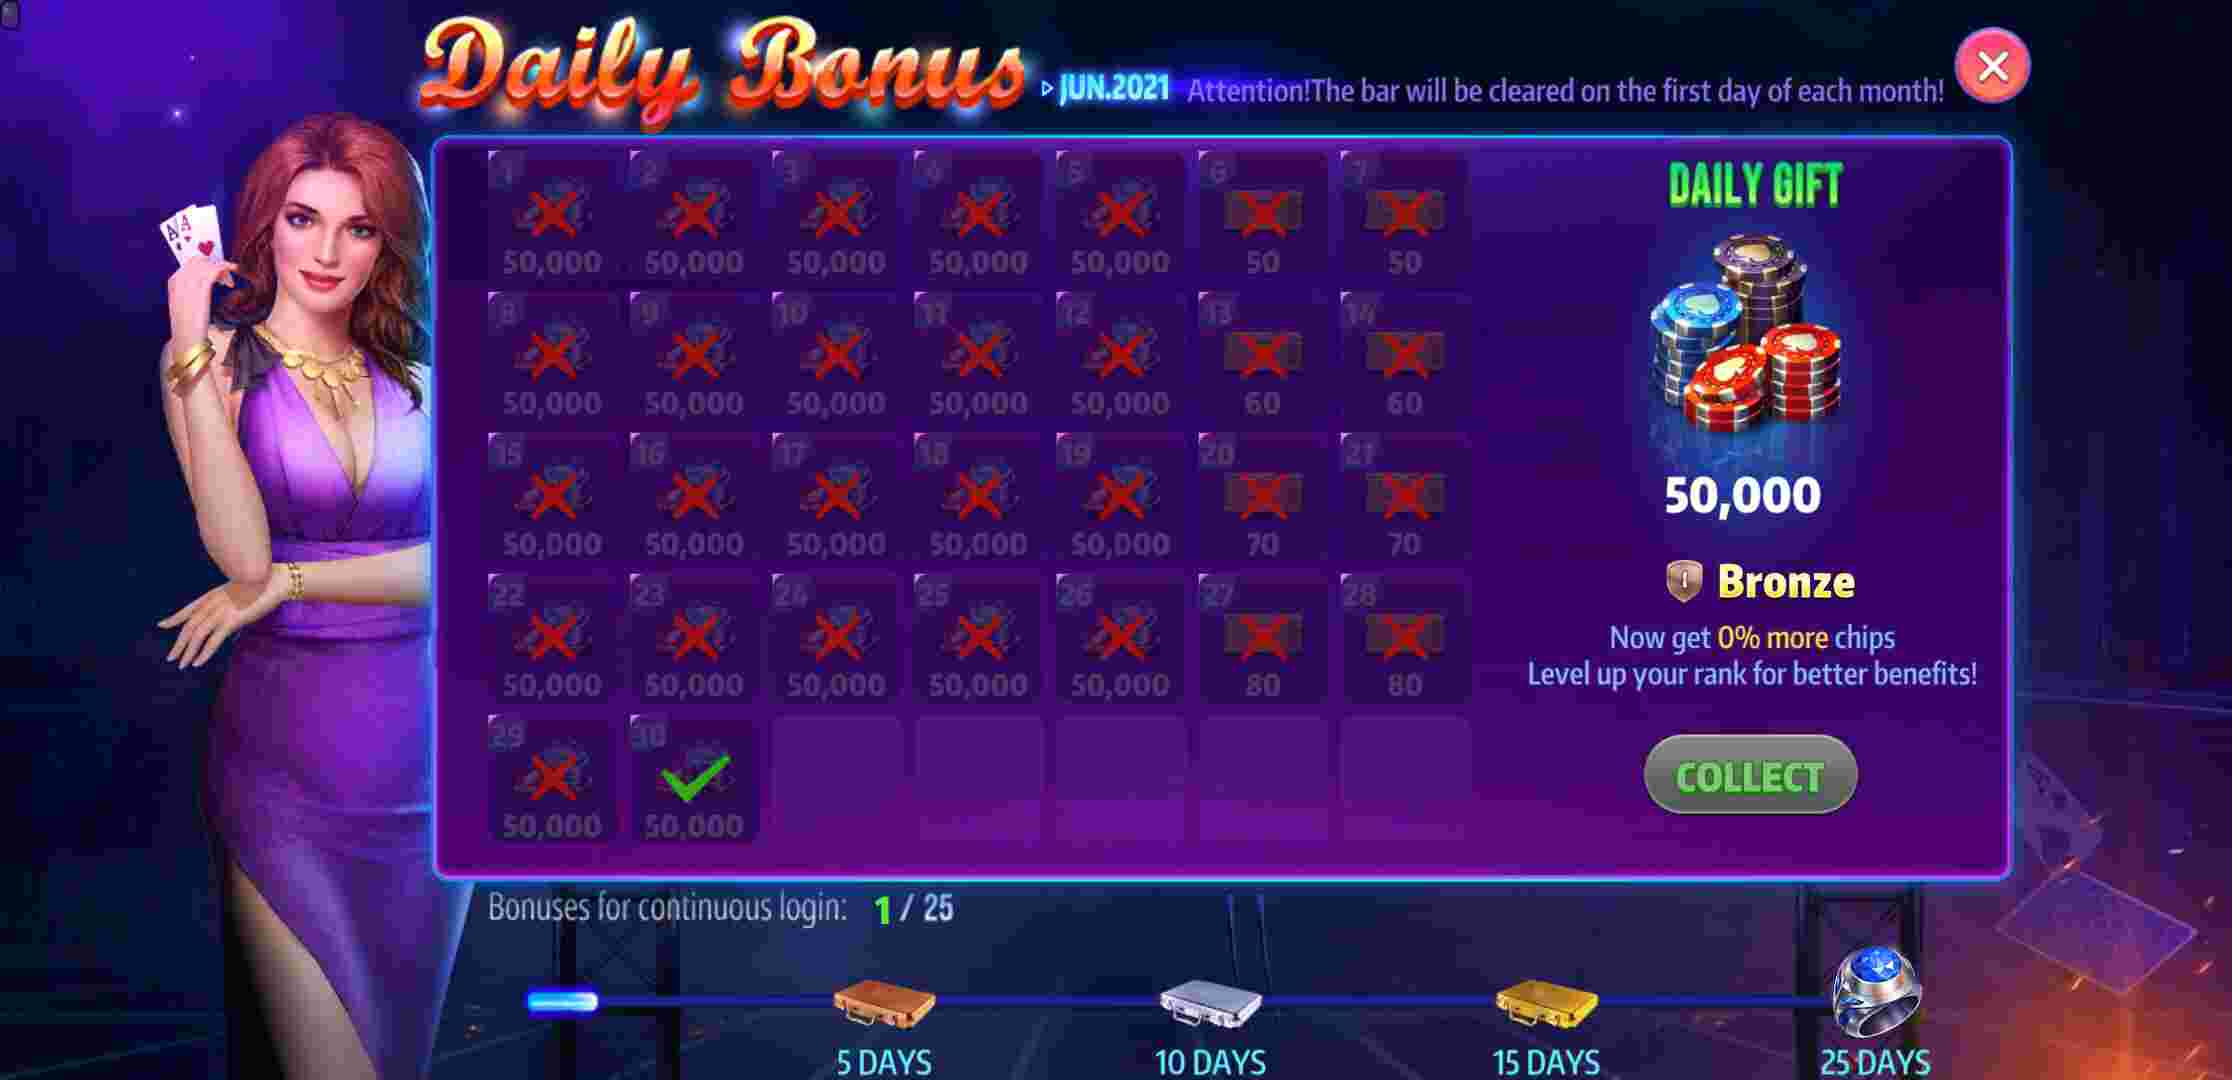 Daily Bonus
JUN.2021
Attention!The bar will be cleared on the first day of each month!
A A
1 2 3 4 5 6 7
50,000 50,000 50,000 50,000 50,000 50 50
8 9 10 11 12 13 14
50,000 50,000 50,000 50,000 50,000 60 60
15 16 17 18 19 20 21
50,000 50,000 50,000 50,000 50,000 70 70
22 23 24 25 26 27 28
50,000 50,000 50,000 50,000 50,000 80 80
29 30
50,000 50,000
DAILY GIFT
50,000
Bronze
Now get 0% more chips
Level up your rank for better benefits!
COLLECT
Bonuses for continuous login: 1 / 25
5 DAYS 10 DAYS 15 DAYS 25 DAYS